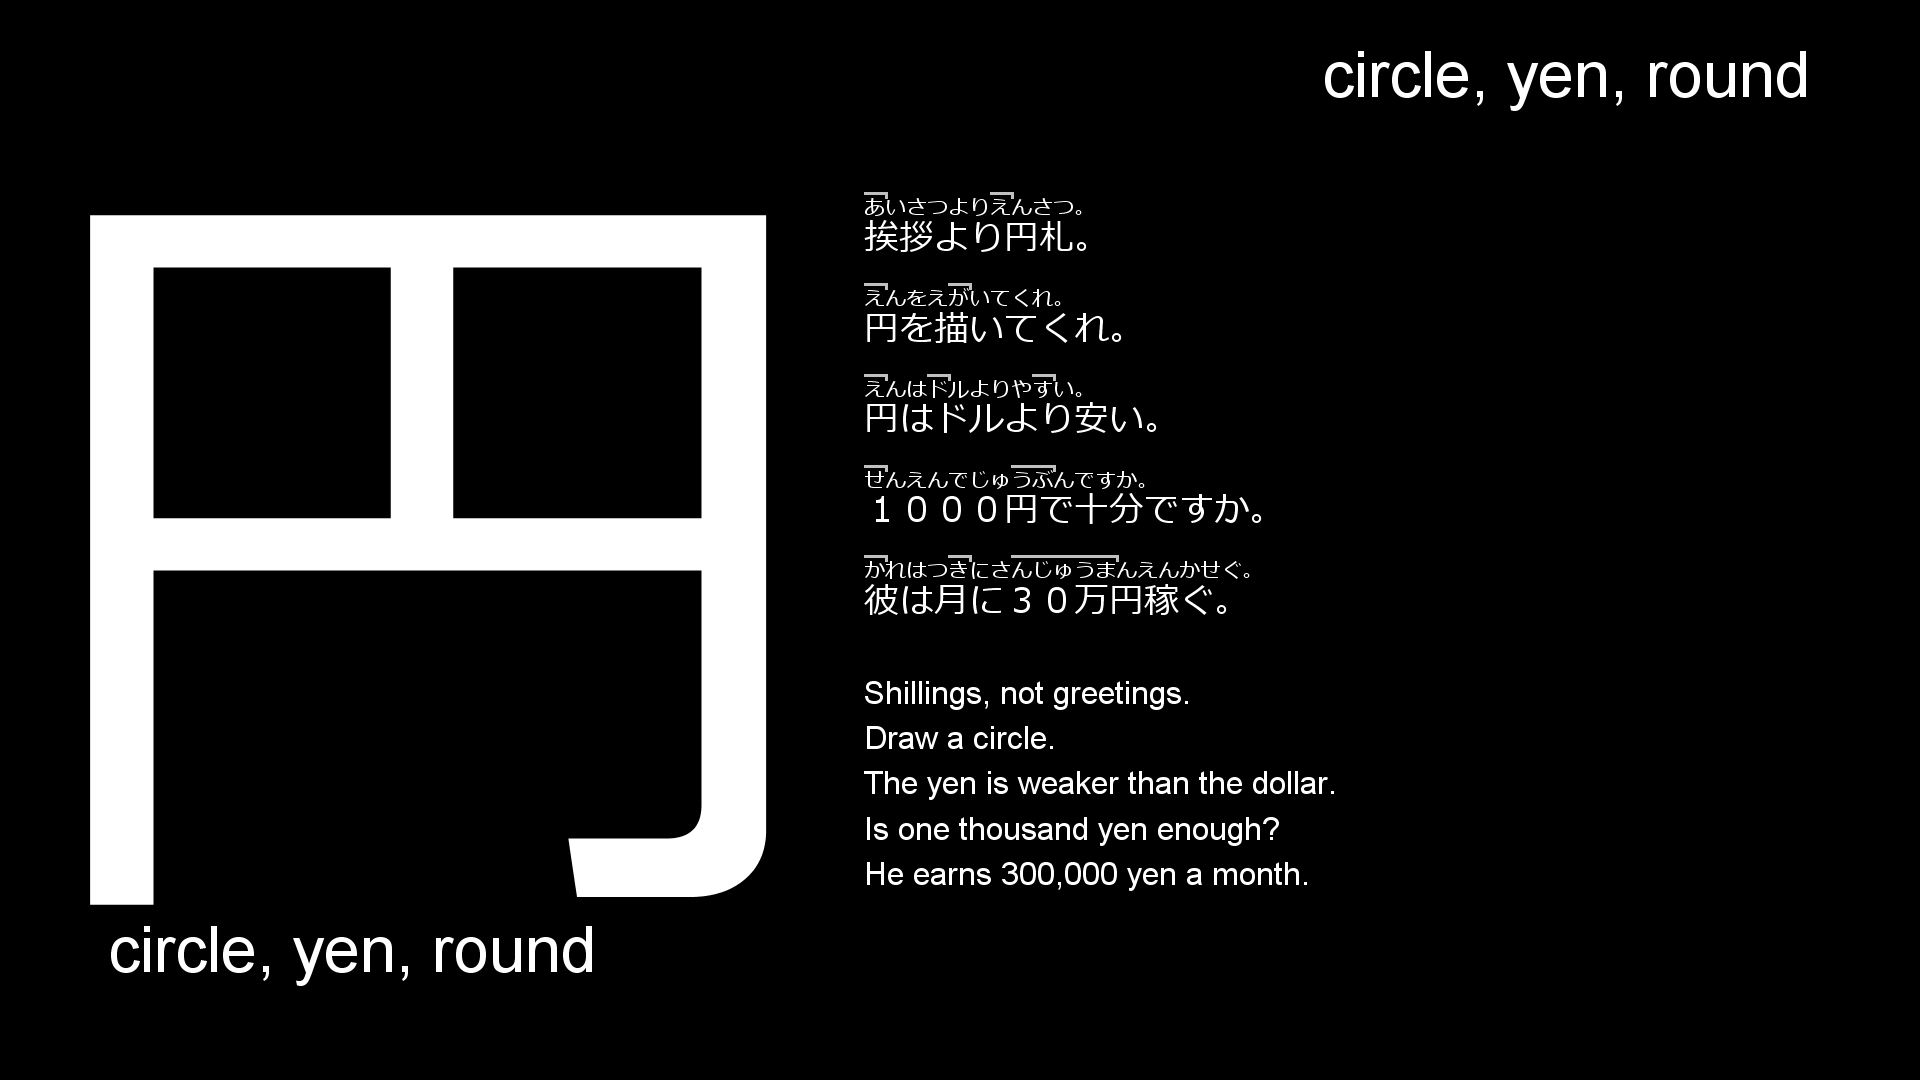 circle, yen, round
円
circle, yen, round
あいさつよりえんさつ。
挨拶より円札。
えんをえがいてくれ。
円を描いてくれ。
えんはドルよりやすい。
円はドルより安い。
せんえんでじゅうぶんですか。
１０００円で十分ですか。
かれはつきにさんじゅうまんえんかせぐ。
彼は月に３０万円稼ぐ。
Shillings, not greetings.
Draw a circle.
The yen is weaker than the dollar.
Is one thousand yen enough?
He earns 300,000 yen a month.